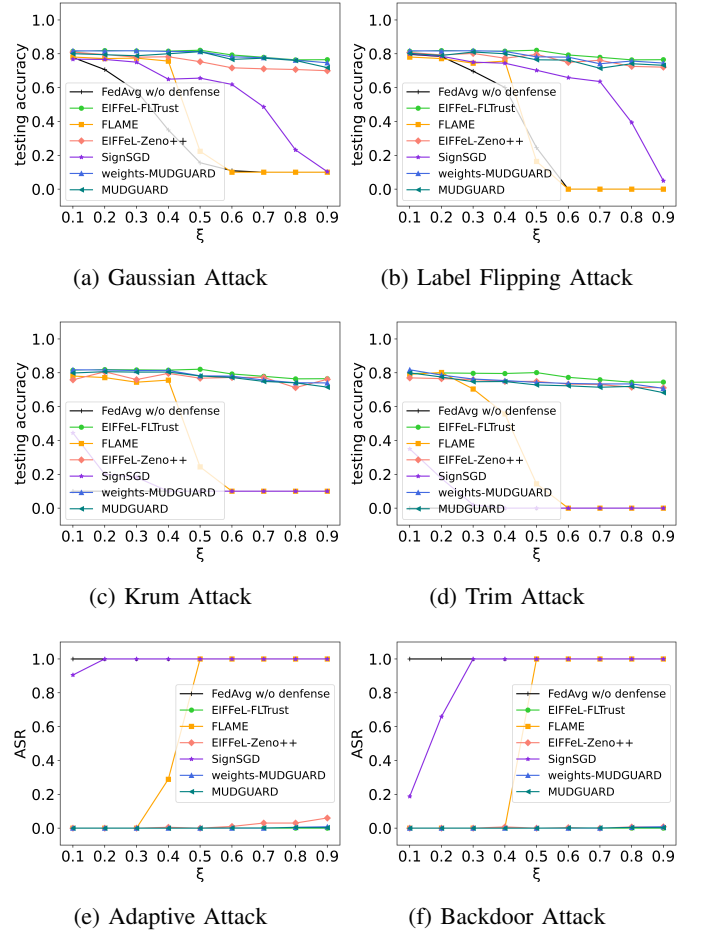 testing accuracy
1.0
0.8
0.6
0.4
0.2
0.0
FedAvg w/o denfense
EIFFeL-FLTrust
FLAME
EIFFeL-Zeno++
SignSGD
weights-MUDGUARD
MUDGUARD
0.1 0.2 0.3 0.4 0.5 0.6 0.7 0.8 0.9
ξ
(a) Gaussian Attack
testing accuracy
1.0
0.8
0.6
0.4
0.2
0.0
FedAvg w/o denfense
EIFFeL-FLTrust
FLAME
EIFFeL-Zeno++
SignSGD
weights-MUDGUARD
MUDGUARD
0.1 0.2 0.3 0.4 0.5 0.6 0.7 0.8 0.9
ξ
(b) Label Flipping Attack
testing accuracy
1.0
0.8
0.6
0.4
0.2
0.0
FedAvg w/o denfense
EIFFeL-FLTrust
FLAME
EIFFeL-Zeno++
SignSGD
weights-MUDGUARD
MUDGUARD
0.1 0.2 0.3 0.4 0.5 0.6 0.7 0.8 0.9
ξ
(c) Krum Attack
testing accuracy
1.0
0.8
0.6
0.4
0.2
0.0
FedAvg w/o denfense
EIFFeL-FLTrust
FLAME
EIFFeL-Zeno++
SignSGD
weights-MUDGUARD
MUDGUARD
0.1 0.2 0.3 0.4 0.5 0.6 0.7 0.8 0.9
ξ
(d) Trim Attack
ASR
1.0
0.8
0.6
0.4
0.2
0.0
FedAvg w/o denfense
EIFFeL-FLTrust
FLAME
EIFFeL-Zeno++
SignSGD
weights-MUDGUARD
MUDGUARD
0.1 0.2 0.3 0.4 0.5 0.6 0.7 0.8 0.9
ξ
(e) Adaptive Attack
ASR
1.0
0.8
0.6
0.4
0.2
0.0
FedAvg w/o denfense
EIFFeL-FLTrust
FLAME
EIFFeL-Zeno++
SignSGD
weights-MUDGUARD
MUDGUARD
0.1 0.2 0.3 0.4 0.5 0.6 0.7 0.8 0.9
ξ
(f) Backdoor Attack